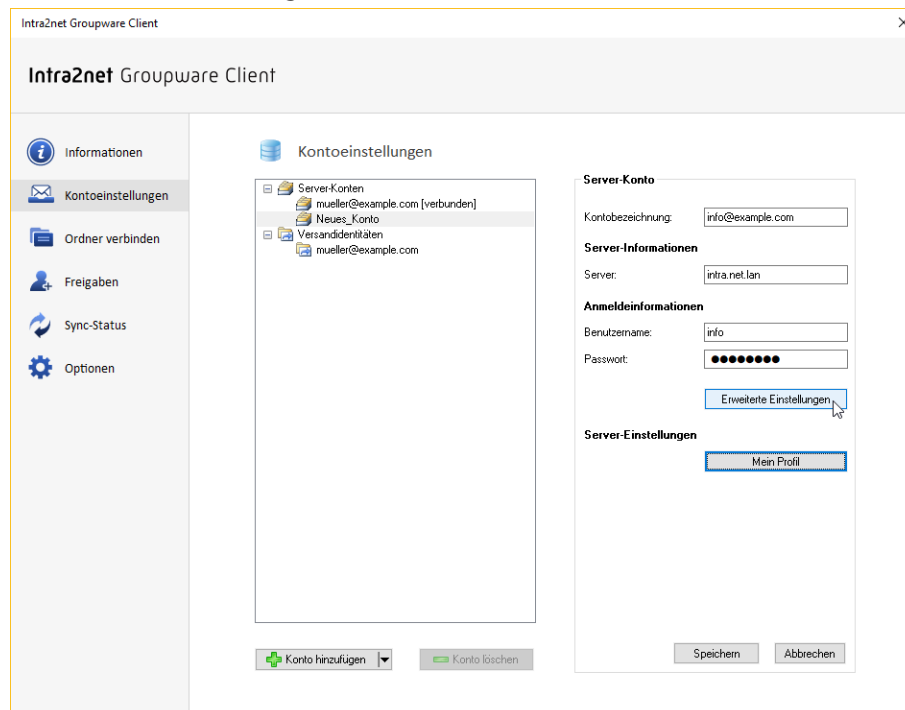 Intra2net Groupware Client
Intra2net Groupware Client
Informationen
Kontoeinstellungen
Ordner verbinden
Freigaben
Sync-Status
Optionen
Kontoeinstellungen
Server-Konten
mueller@example.com [verbunden]
Neues_Konto
Versandidentitäten
mueller@example.com
Konto hinzufügen
Konto löschen
Server-Konto
Kontobezeichnung: info@example.com
Server-Informationen
Server: intra.net.lan
Anmeldeinformationen
Benutzername: info
Passwort: ●●●●●●●●
Erweiterte Einstellungen
Server-Einstellungen
Mein Profil
Speichern Abbrechen